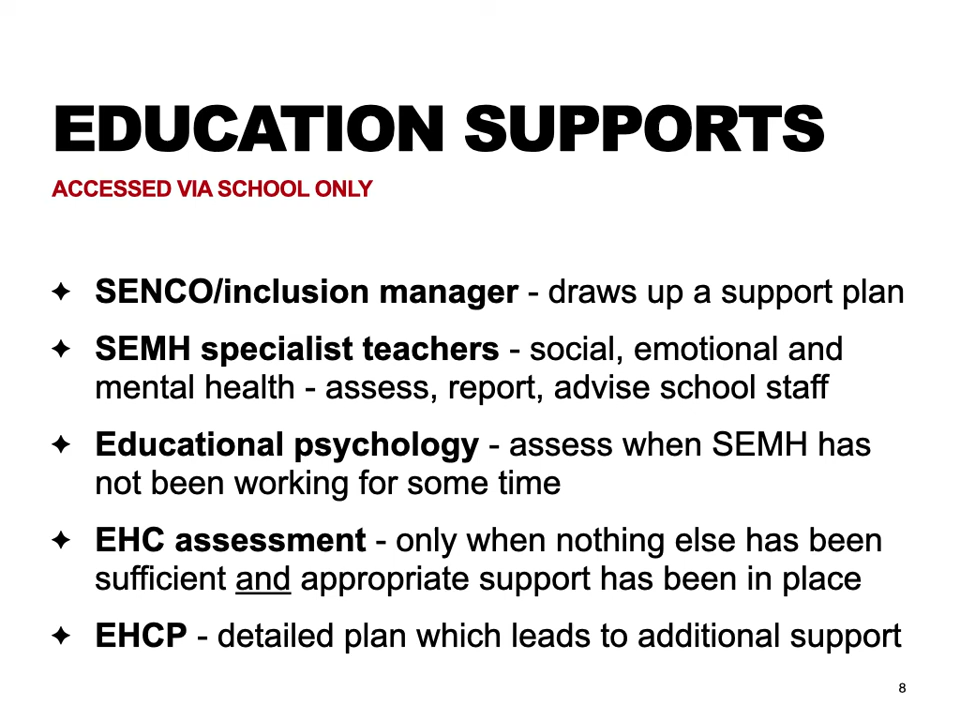 EDUCATION SUPPORTS
ACCESSED VIA SCHOOL ONLY
✦ SENCO/inclusion manager - draws up a support plan
✦ SEMH specialist teachers - social, emotional and
mental health - assess, report, advise school staff
✦ Educational psychology - assess when SEMH has
not been working for some time
✦ EHC assessment - only when nothing else has been
sufficient and appropriate support has been in place
✦ EHCP - detailed plan which leads to additional support
8